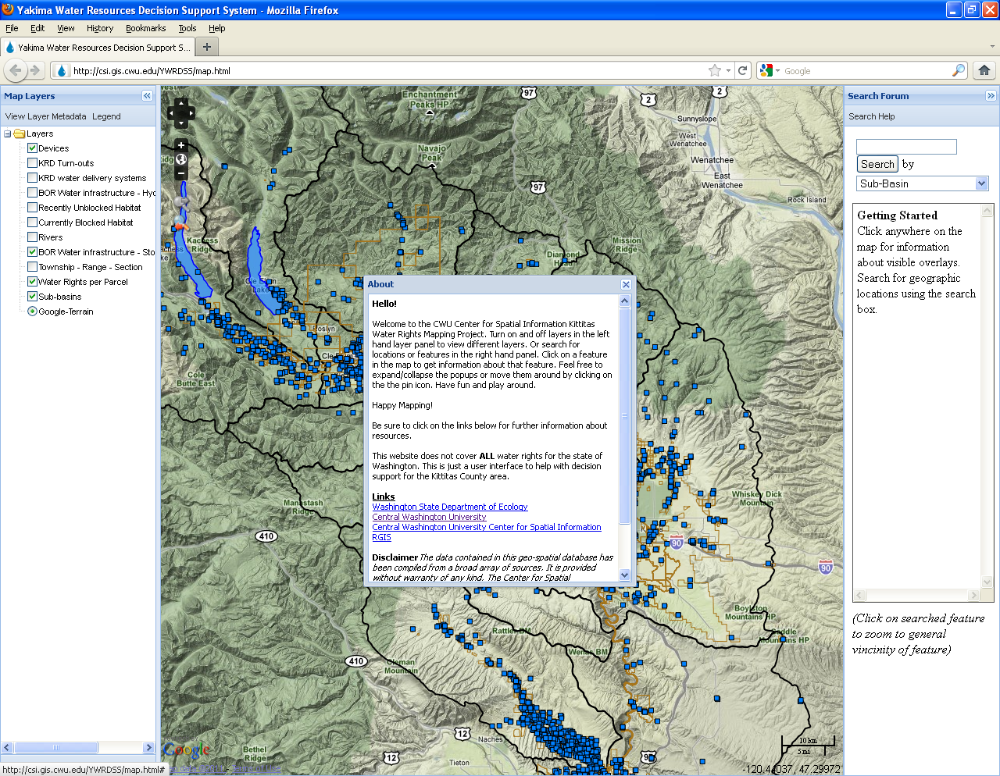 Yakima Water Resources Decision Support System - Mozilla Firefox
File Edit View History Bookmarks Tools Help
Yakima Water Resources Decision Support S...
http://csi.gis.cwu.edu/YWRDSS/map.html
Google
Map Layers
View Layer Metadata Legend
Layers
Devices
KRD Turn-outs
KRD water delivery systems
BOR Water infrastructure - Hyd
Recently Unblocked Habitat
Currently Blocked Habitat
Rivers
BOR Water infrastructure - Sto
Township - Range - Section
Water Rights per Parcel
Sub-basins
Google-Terrain
http://csi.gis.cwu.edu/YWRDSS/map.html#
Enchantment
Peaks HP
97
2
2
Sunnyslope
West
Wenatchee
Navajo
Peak
Wenatchee
East
Wenatchee
97
Rock Island
Kachess
Ridge
Mission
Ridge
Diamond
Head
Cle Elum
Lake
Roslyn
Cle Elum
Cole
Butte East
Manastash
Ridge
410
Whiskey Dick
Mountain
90
90
Boylston
Mountains HP
Saddle
Mountains HP
Rattler BM
Wenas BM
410
Cleman
Mountain
12
Naches
Bethel
Ridge
12
Tieton
Google
10 km
5 mi
-120.44037, 47.29972
About
Hello!
Welcome to the CWU Center for Spatial Information Kittitas
Water Rights Mapping Project. Turn on and off layers in the left
hand layer panel to view different layers. Or search for
locations or features in the right hand panel. Click on a feature
in the map to get information about that feature. Feel free to
expand/collapse the popups or move them around by clicking on
the the pin icon. Have fun and play around.
Happy Mapping!
Be sure to click on the links below for further information about
resources.
This website does not cover ALL water rights for the state of
Washington. This is just a user interface to help with decision
support for the Kittitas County area.
Links
Washington State Department of Ecology
Central Washington University
Central Washington University Center for Spatial Information
RGIS
Disclaimer The data contained in this geo-spatial database has
been compiled from a broad array of sources. It is provided
without warranty of any kind. The Center for Spatial
Search Forum
Search Help
Search by
Sub-Basin
Getting Started
Click anywhere on the
map for information
about visible overlays.
Search for geographic
locations using the search
box.
(Click on searched feature
to zoom to general
vincinity of feature)